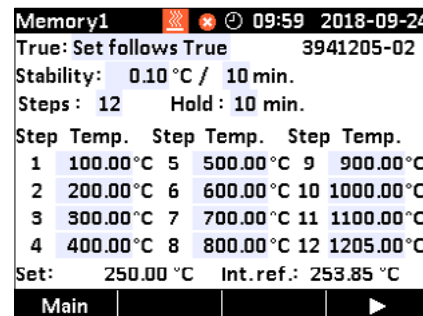 Memory1 09:59 2018-09-24
True: Set follows True 3941205-02
Stability: 0.10 °C / 10 min.
Steps: 12 Hold: 10 min.
Step Temp. Step Temp. Step Temp.
1 100.00°C 5 500.00°C 9 900.00°C
2 200.00°C 6 600.00°C 10 1000.00°C
3 300.00°C 7 700.00°C 11 1100.00°C
4 400.00°C 8 800.00°C 12 1205.00°C
Set: 250.00 °C Int.ref.: 253.85 °C
Main